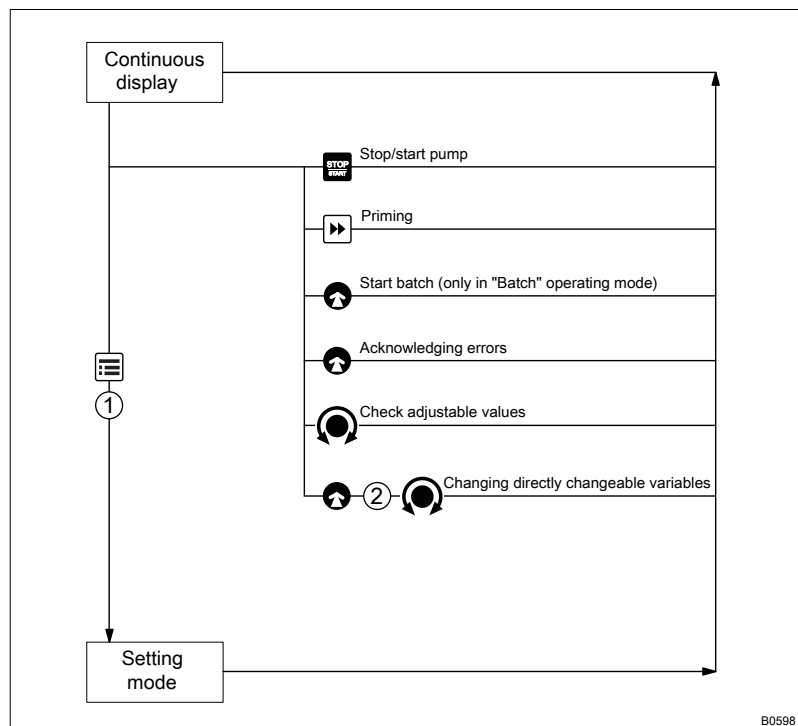 Continuous
display
STOP
START
Stop/start pump
Priming
Start batch (only in "Batch" operating mode)
Acknowledging errors
1
Check adjustable values
2
Changing directly changeable variables
Setting
mode
B0598